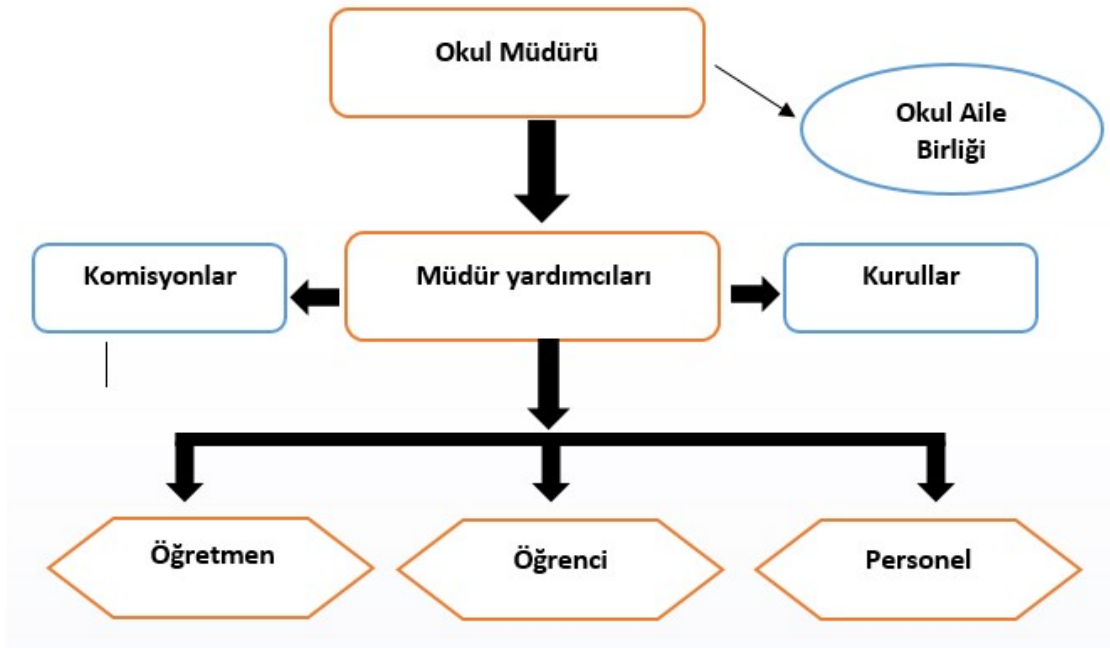 Okul Müdürü
Okul Aile
Birliği
Komisyonlar
Müdür yardımcıları
Kurullar
Öğretmen
Öğrenci
Personel